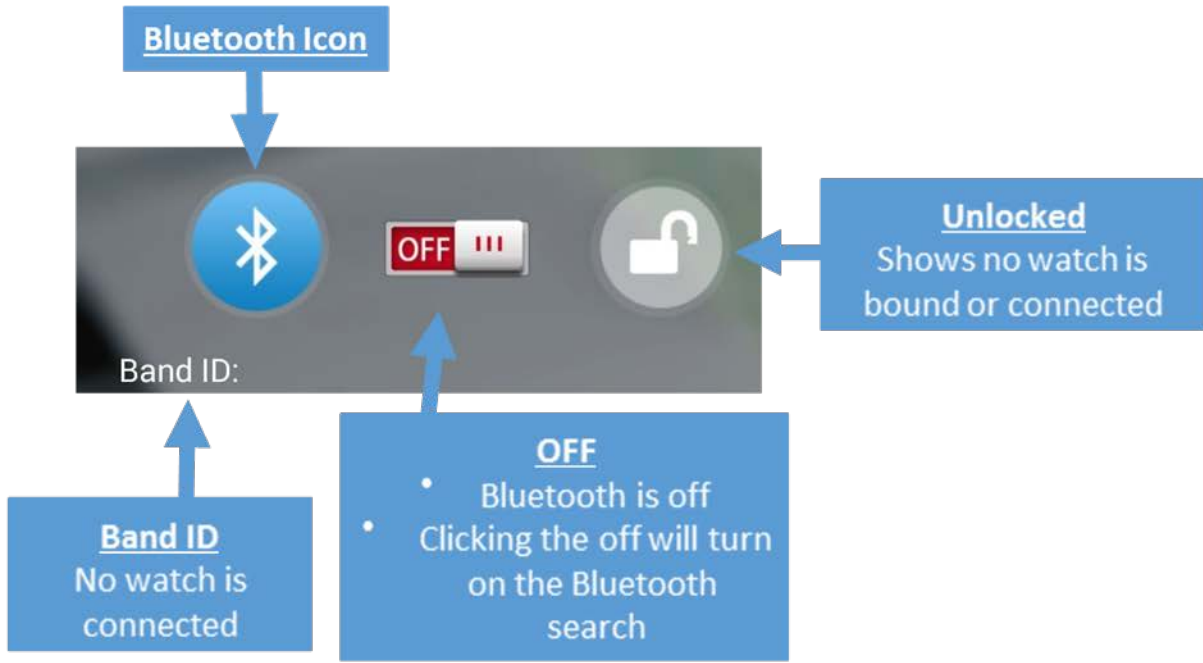 Bluetooth Icon
OFF
Unlocked
Shows no watch is
bound or connected
Band ID:
OFF
• Bluetooth is off
• Clicking the off will turn
on the Bluetooth
search
Band ID
No watch is
connected